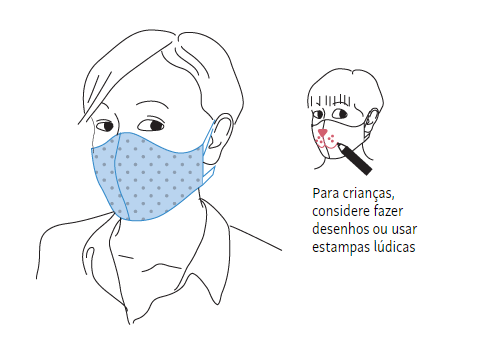 Para crianças,
considere fazer
desenhos ou usar
estampas lúdicas